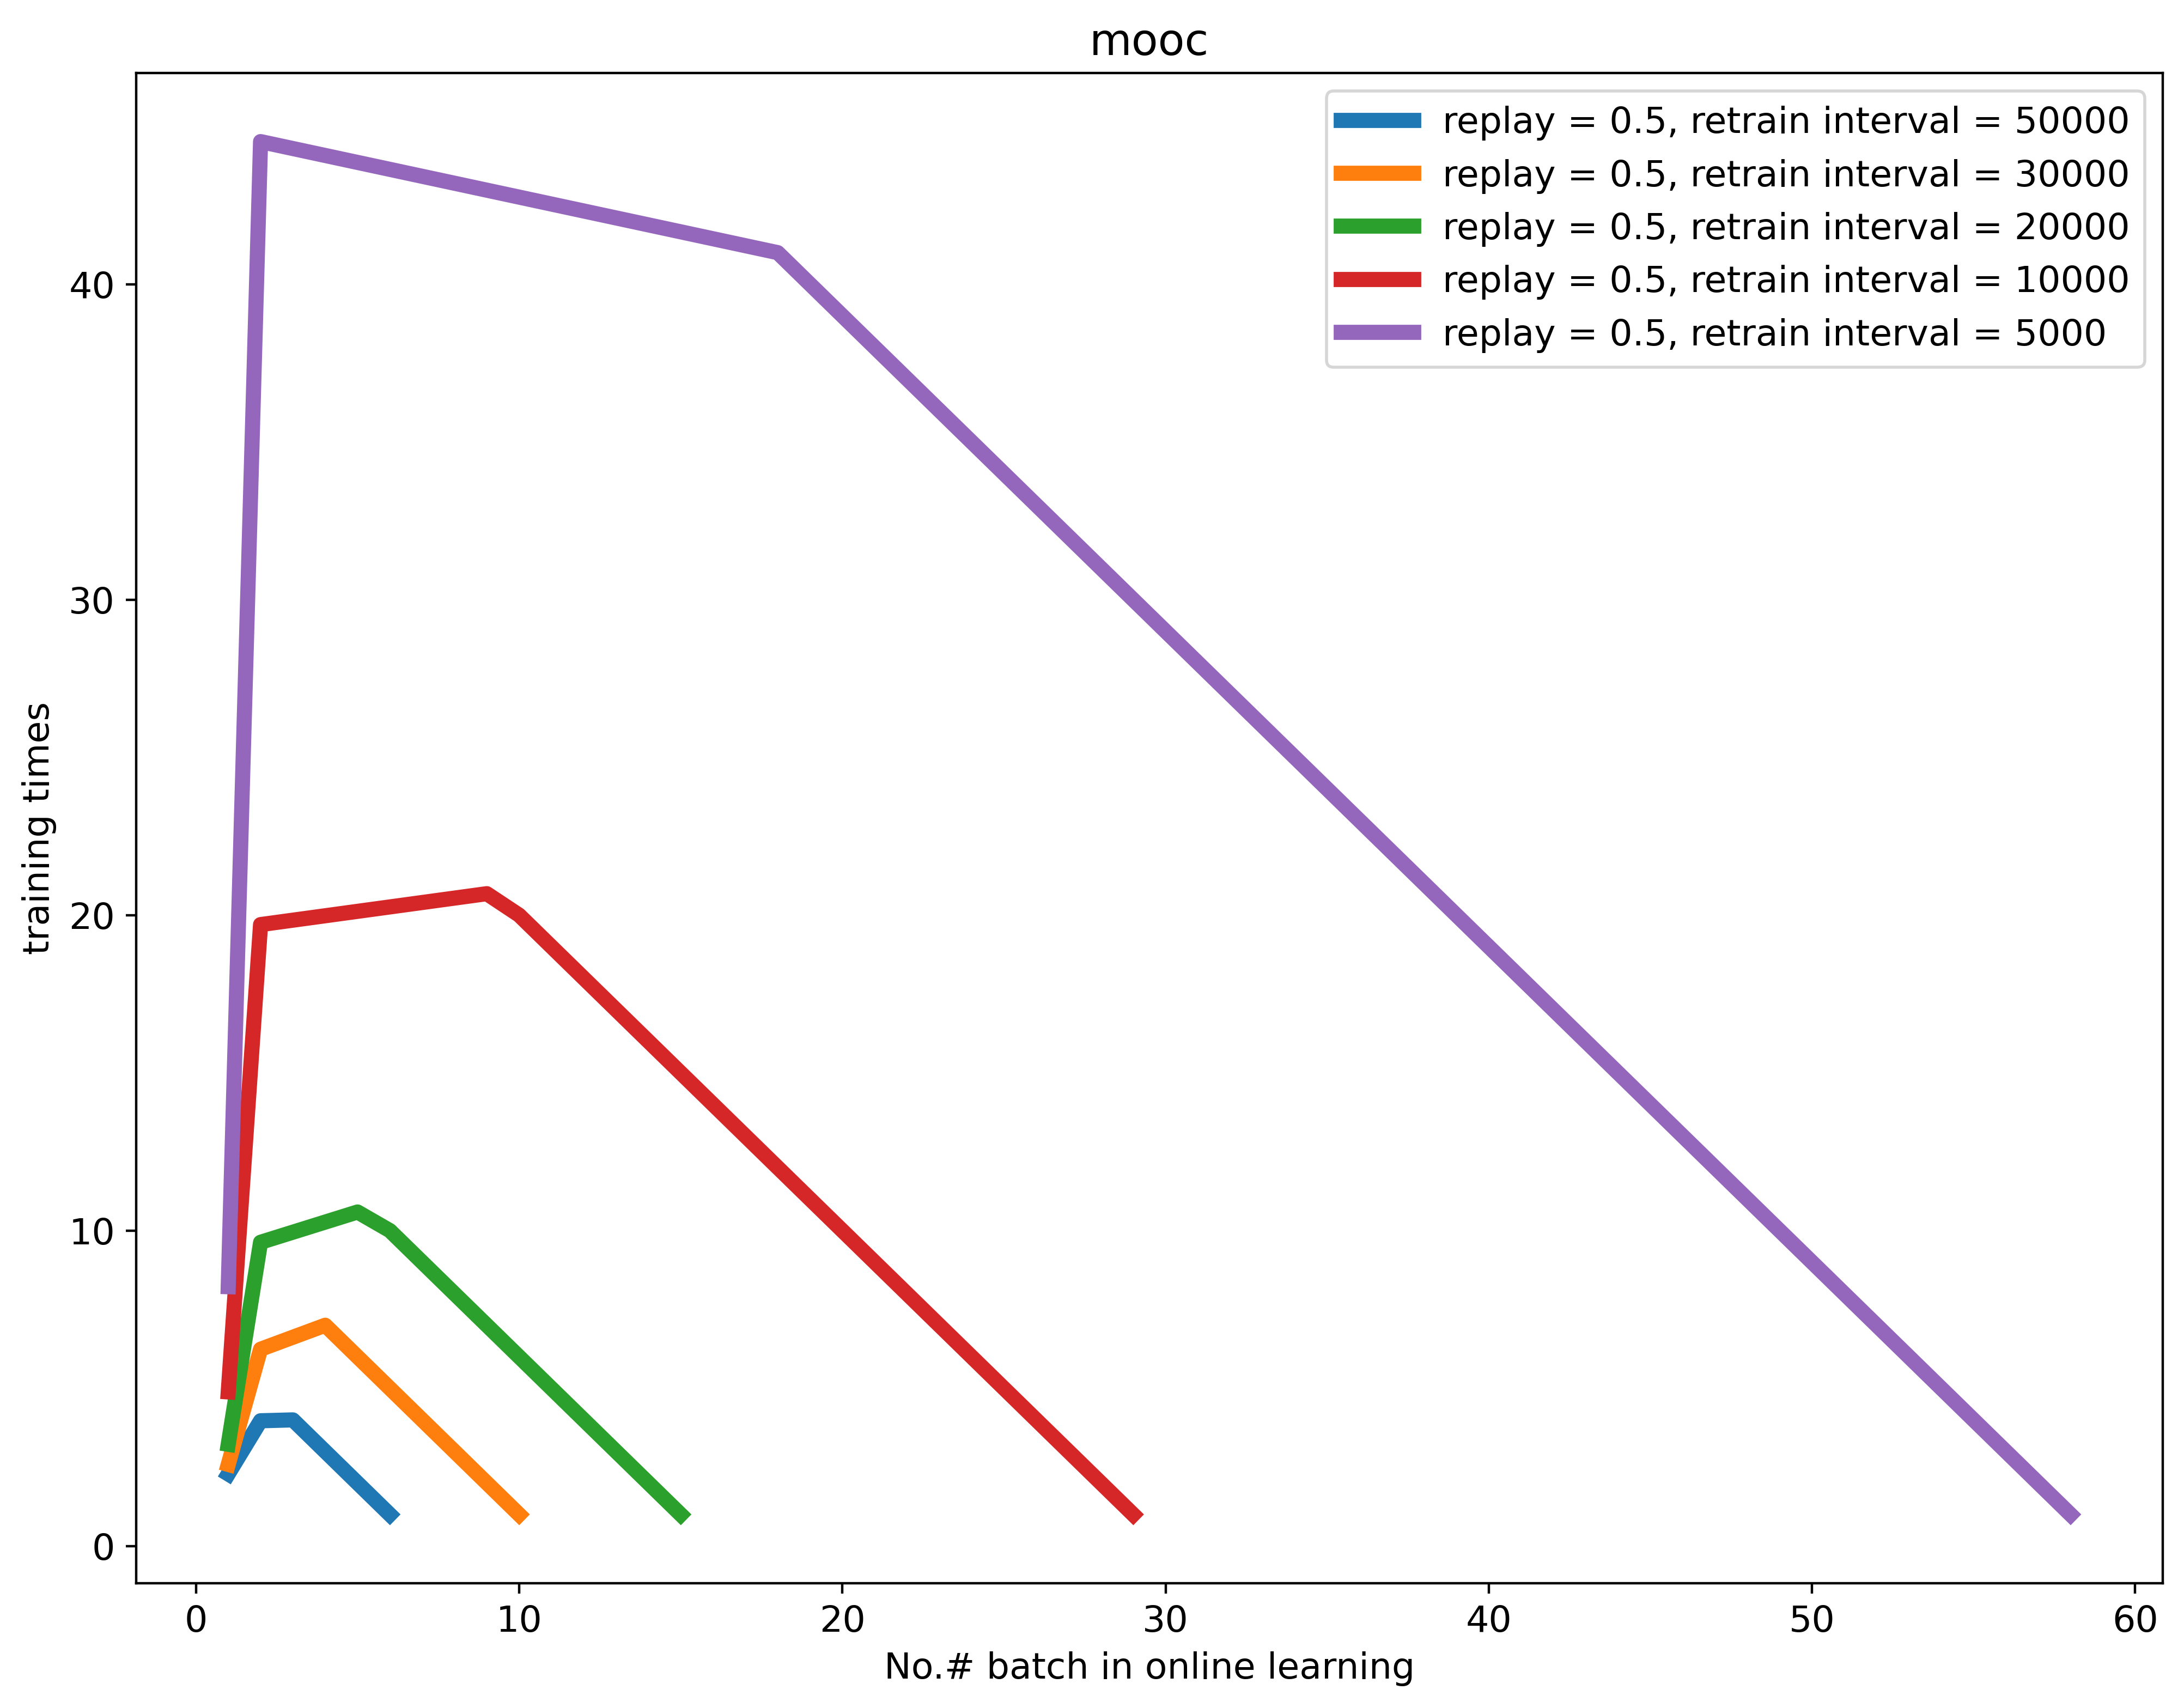 mooc
replay = 0.5, retrain interval = 50000
replay = 0.5, retrain interval = 30000
replay = 0.5, retrain interval = 20000
replay = 0.5, retrain interval = 10000
replay = 0.5, retrain interval = 5000
training times
40
30
20
10
0
0 10 20 30 40 50 60
No.# batch in online learning